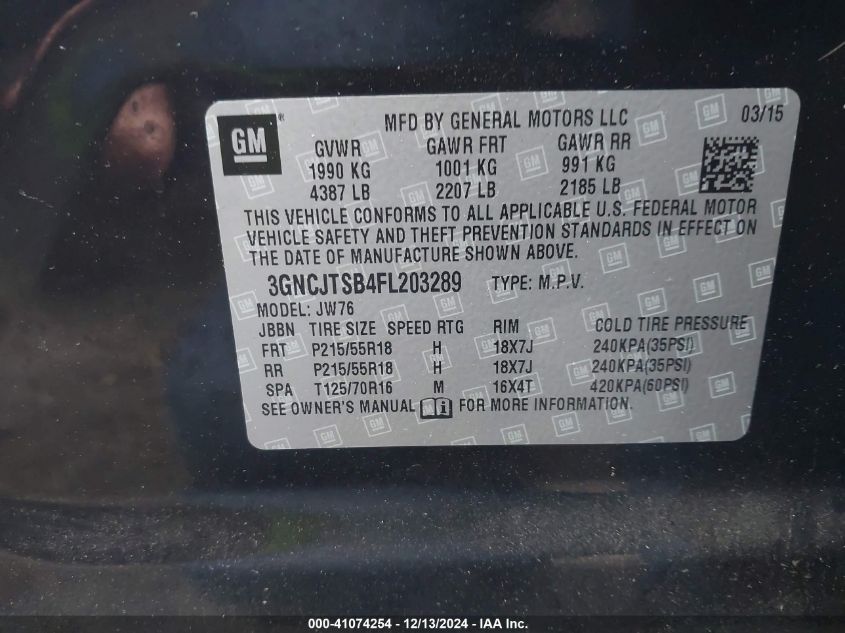 GM
MFD BY GENERAL MOTORS LLC
03/15
GVWR GAWR FRT GAWR RR
1990 KG 1001 KG 991 KG
4387 LB 2207 LB 2185 LB
THIS VEHICLE CONFORMS TO ALL APPLICABLE U.S. FEDERAL MOTOR
VEHICLE SAFETY AND THEFT PREVENTION STANDARDS IN EFFECT ON
THE DATE OF MANUFACTURE SHOWN ABOVE.
3GNCJTSB4FL203289 TYPE: M.P.V.
MODEL: JW76
JBBN TIRE SIZE SPEED RTG RIM COLD TIRE PRESSURE
FRT P215/55R18 H 18X7J 240KPA(35PSI)
RR P215/55R18 H 18X7J 240KPA(35PSI)
SPA T125/70R16 M 16X4T 420KPA(60PSI)
SEE OWNER'S MANUAL FOR MORE INFORMATION.
000-41074254 - 12/13/2024 - IAA Inc.